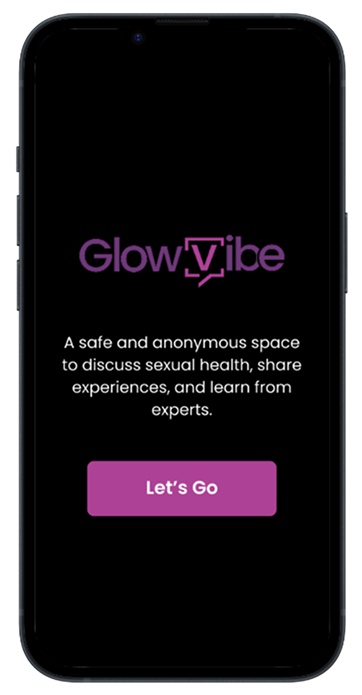 GlowVibe
A safe and anonymous space
to discuss sexual health, share
experiences, and learn from
experts.
Let's Go